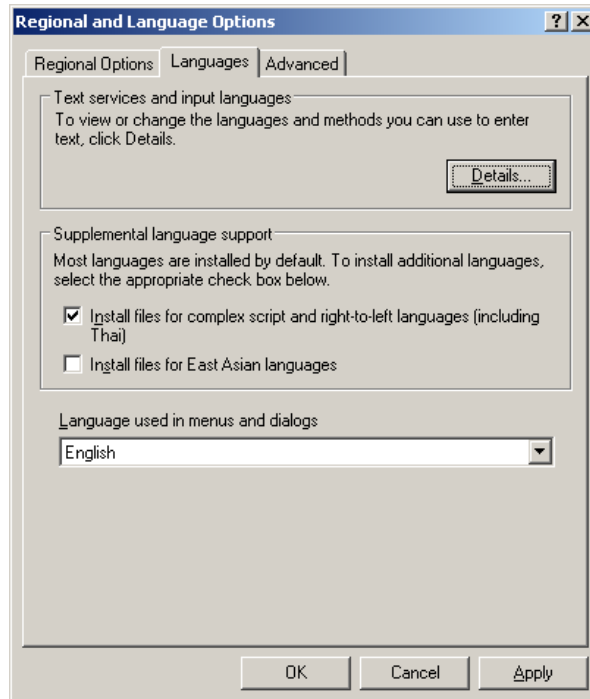 Regional and Language Options
Regional Options
Languages
Advanced
Text services and input languages
To view or change the languages and methods you can use to enter
text, click Details.
Details...
Supplemental language support
Most languages are installed by default. To install additional languages,
select the appropriate check box below.
Install files for complex script and right-to-left languages (including
Thai)
Install files for East Asian languages
Language used in menus and dialogs
English
OK
Cancel
Apply